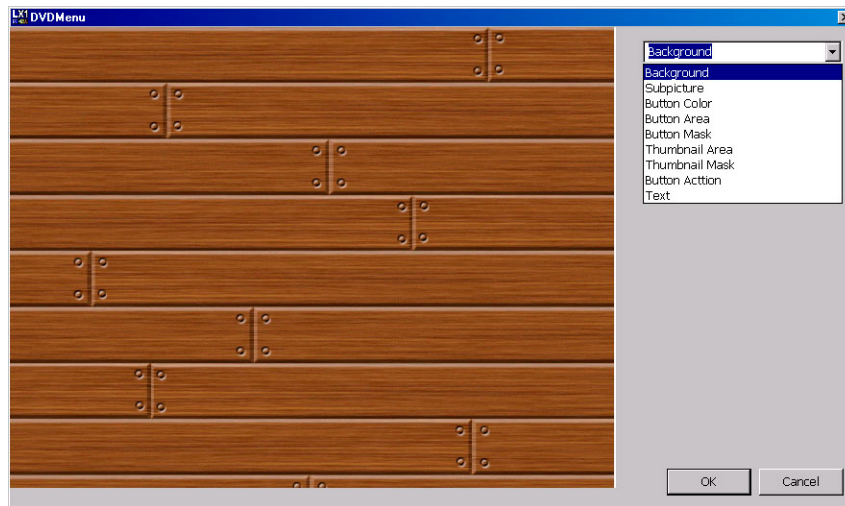 LX1 DVDMenu
Background
Background
Subpicture
Button Color
Button Area
Button Mask
Thumbnail Area
Thumbnail Mask
Button Acttion
Text
OK
Cancel